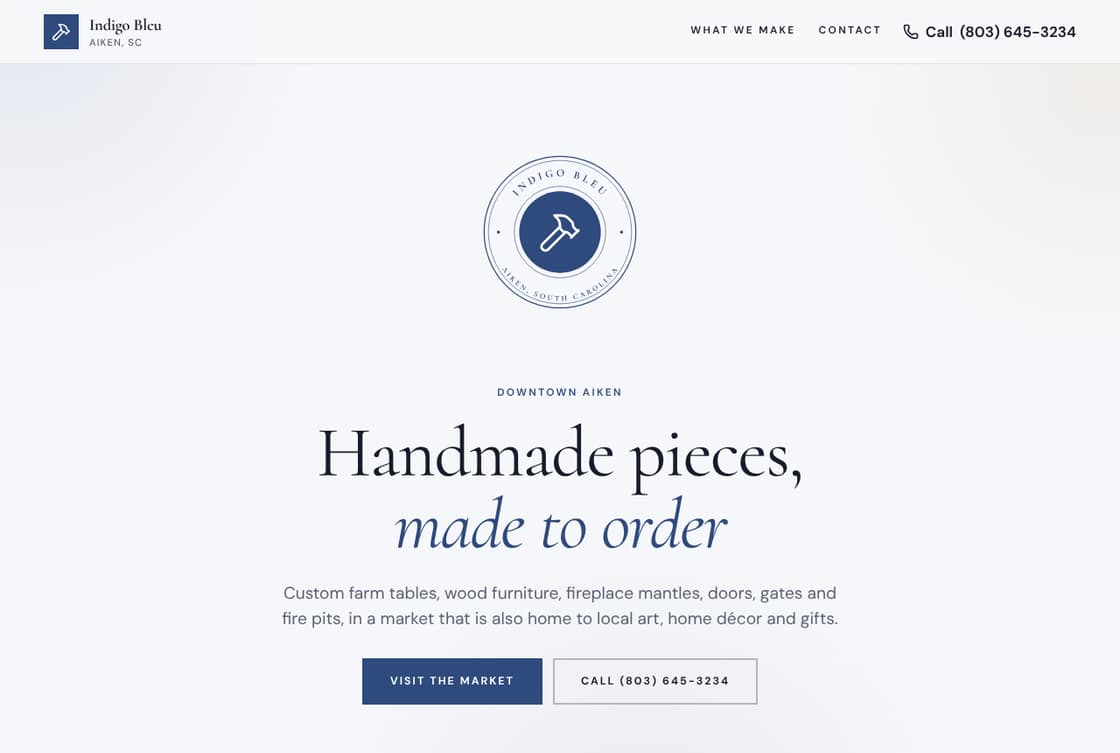 Indigo Bleu
AIKEN, SC
WHAT WE MAKE
CONTACT
Call (803) 645-3234
INDIGO BLEU
AIKEN, SOUTH CAROLINA
DOWNTOWN AIKEN
Handmade pieces,
made to order
Custom farm tables, wood furniture, fireplace mantles, doors, gates and
fire pits, in a market that is also home to local art, home décor and gifts.
VISIT THE MARKET
CALL (803) 645-3234